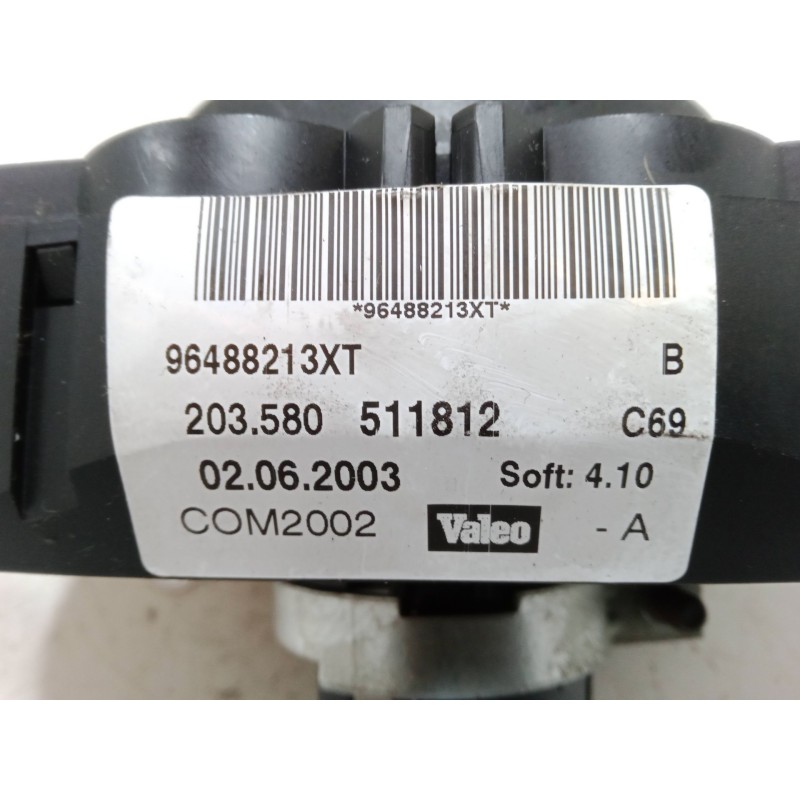 *96488213XT*
96488213XT B
203.580 511812 C69
02.06.2003 Soft: 4.10
COM2002 Valeo - A